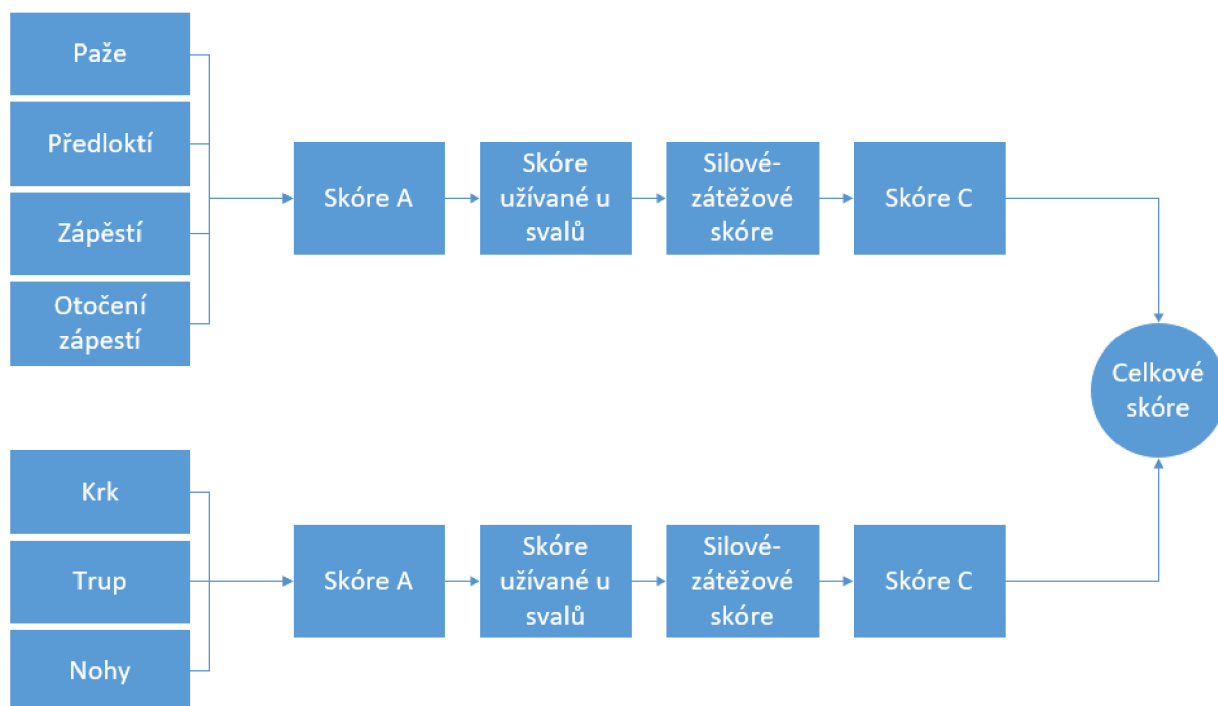 Paže
Předloktí
Zápěstí
Otočení
zápestí
Skóre A
Skóre
užívané u
svalů
Silové-
zátěžové
skóre
Skóre C
Celkové
skóre
Krk
Trup
Nohy
Skóre A
Skóre
užívané u
svalů
Silové-
zátěžové
skóre
Skóre C